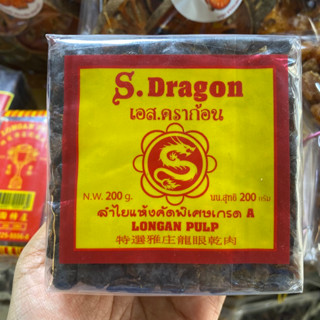 S. Dragon
เอส.ดราก้อน
N.W. 200 g.
นน.สุทธิ 200 กรัม
ลำไยแห้งคัดพิเศษเกรด A
LONGAN PULP
特選雅庄龍眼乾肉
LONGAN